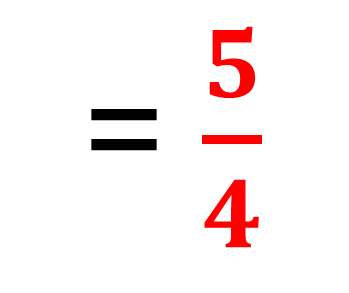 = 5/4